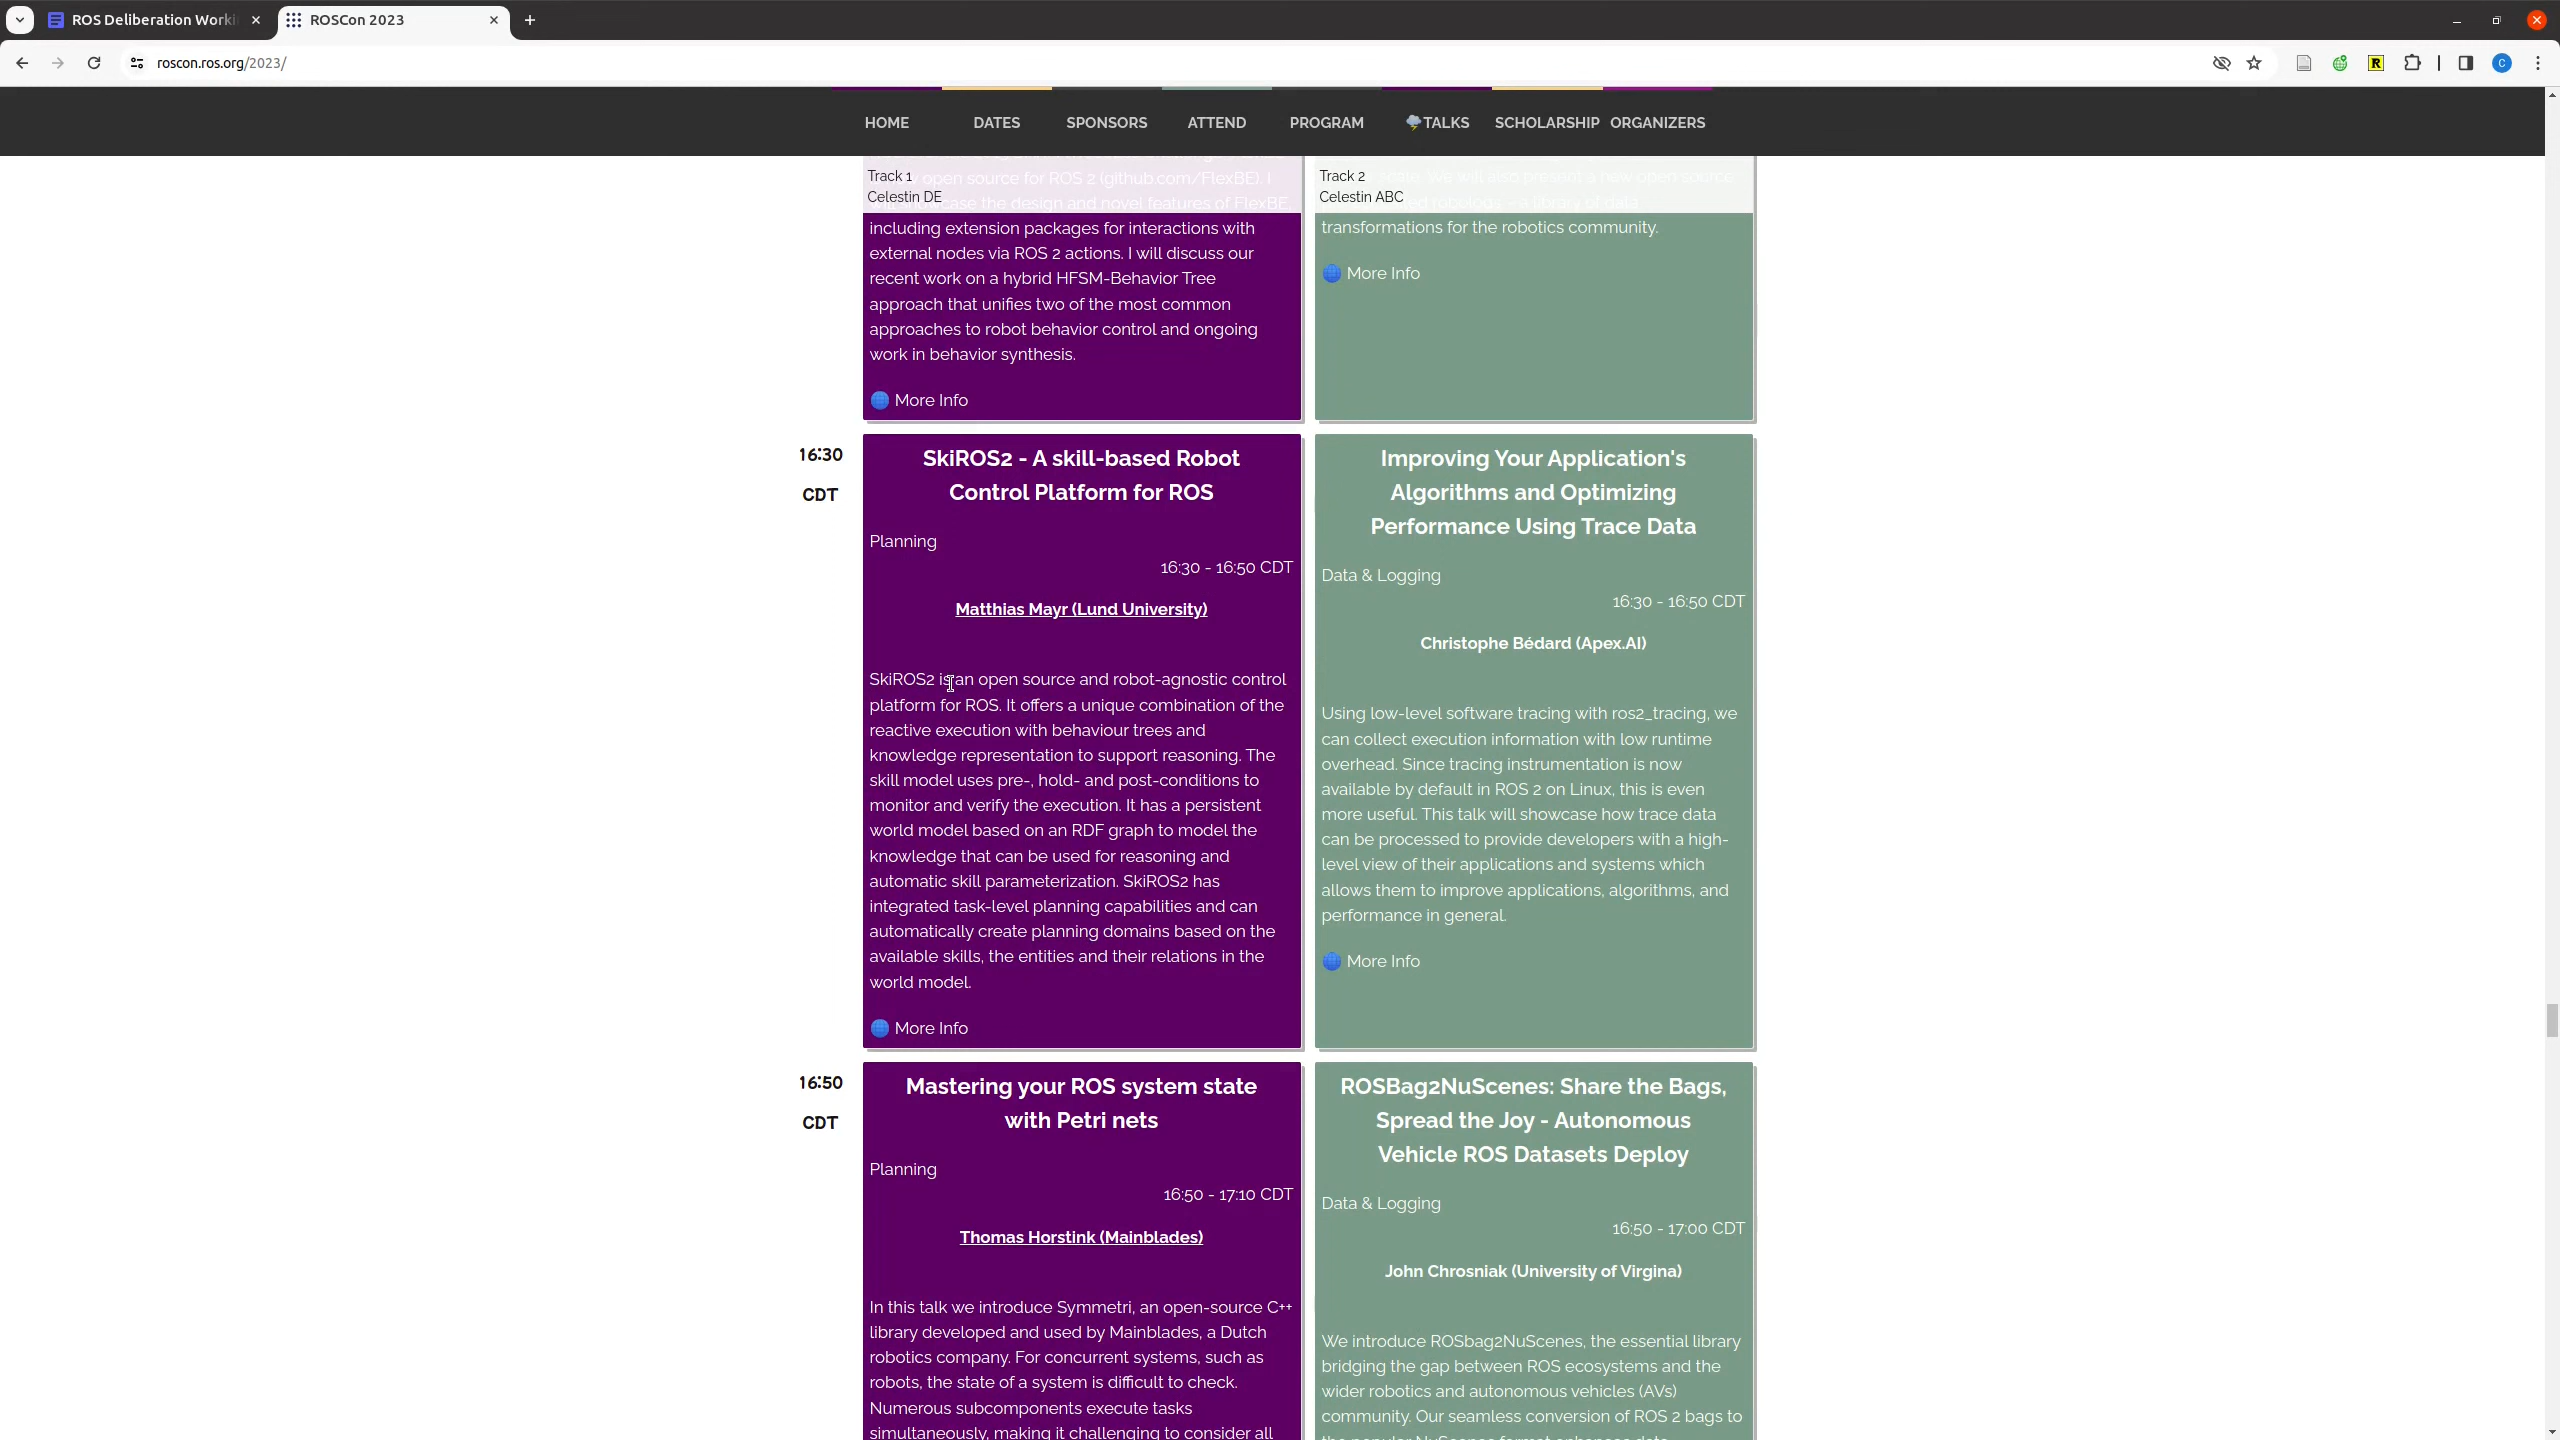 ROS Deliberation Worki
ROSCon 2023
roscon.ros.org/2023/
HOME
DATES
SPONSORS
ATTEND
PROGRAM
TALKS
SCHOLARSHIP
ORGANIZERS
Track 1
Celestin DE
open source for ROS 2 (github.com/FlexBE). I
case the design and novel features of FlexBE,
including extension packages for interactions with
external nodes via ROS 2 actions. I will discuss our
recent work on a hybrid HFSM-Behavior Tree
approach that unifies two of the most common
approaches to robot behavior control and ongoing
work in behavior synthesis.
More Info
Track 2
Celestin ABC
We will also present a new open source
library of data
transformations for the robotics community.
More Info
16:30
CDT
SkiROS2 - A skill-based Robot
Control Platform for ROS
Planning
16:30 - 16:50 CDT
Matthias Mayr (Lund University)
SkiROS2 is an open source and robot-agnostic control
platform for ROS. It offers a unique combination of the
reactive execution with behaviour trees and
knowledge representation to support reasoning. The
skill model uses pre-, hold- and post-conditions to
monitor and verify the execution. It has a persistent
world model based on an RDF graph to model the
knowledge that can be used for reasoning and
automatic skill parameterization. SkiROS2 has
integrated task-level planning capabilities and can
automatically create planning domains based on the
available skills, the entities and their relations in the
world model.
More Info
Improving Your Application's
Algorithms and Optimizing
Performance Using Trace Data
Data & Logging
16:30 - 16:50 CDT
Christophe Bédard (Apex.AI)
Using low-level software tracing with ros2_tracing, we
can collect execution information with low runtime
overhead. Since tracing instrumentation is now
available by default in ROS 2 on Linux, this is even
more useful. This talk will showcase how trace data
can be processed to provide developers with a high-
level view of their applications and systems which
allows them to improve applications, algorithms, and
performance in general.
More Info
16:50
CDT
Mastering your ROS system state
with Petri nets
Planning
16:50 - 17:10 CDT
Thomas Horstink (Mainblades)
In this talk we introduce Symmetri, an open-source C++
library developed and used by Mainblades, a Dutch
robotics company. For concurrent systems, such as
robots, the state of a system is difficult to check.
Numerous subcomponents execute tasks
simultaneously, making it challenging to consider all
ROSBag2NuScenes: Share the Bags,
Spread the Joy - Autonomous
Vehicle ROS Datasets Deploy
Data & Logging
16:50 - 17:00 CDT
John Chrosniak (University of Virgina)
We introduce ROSbag2NuScenes, the essential library
bridging the gap between ROS ecosystems and the
wider robotics and autonomous vehicles (AVs)
community. Our seamless conversion of ROS 2 bags to